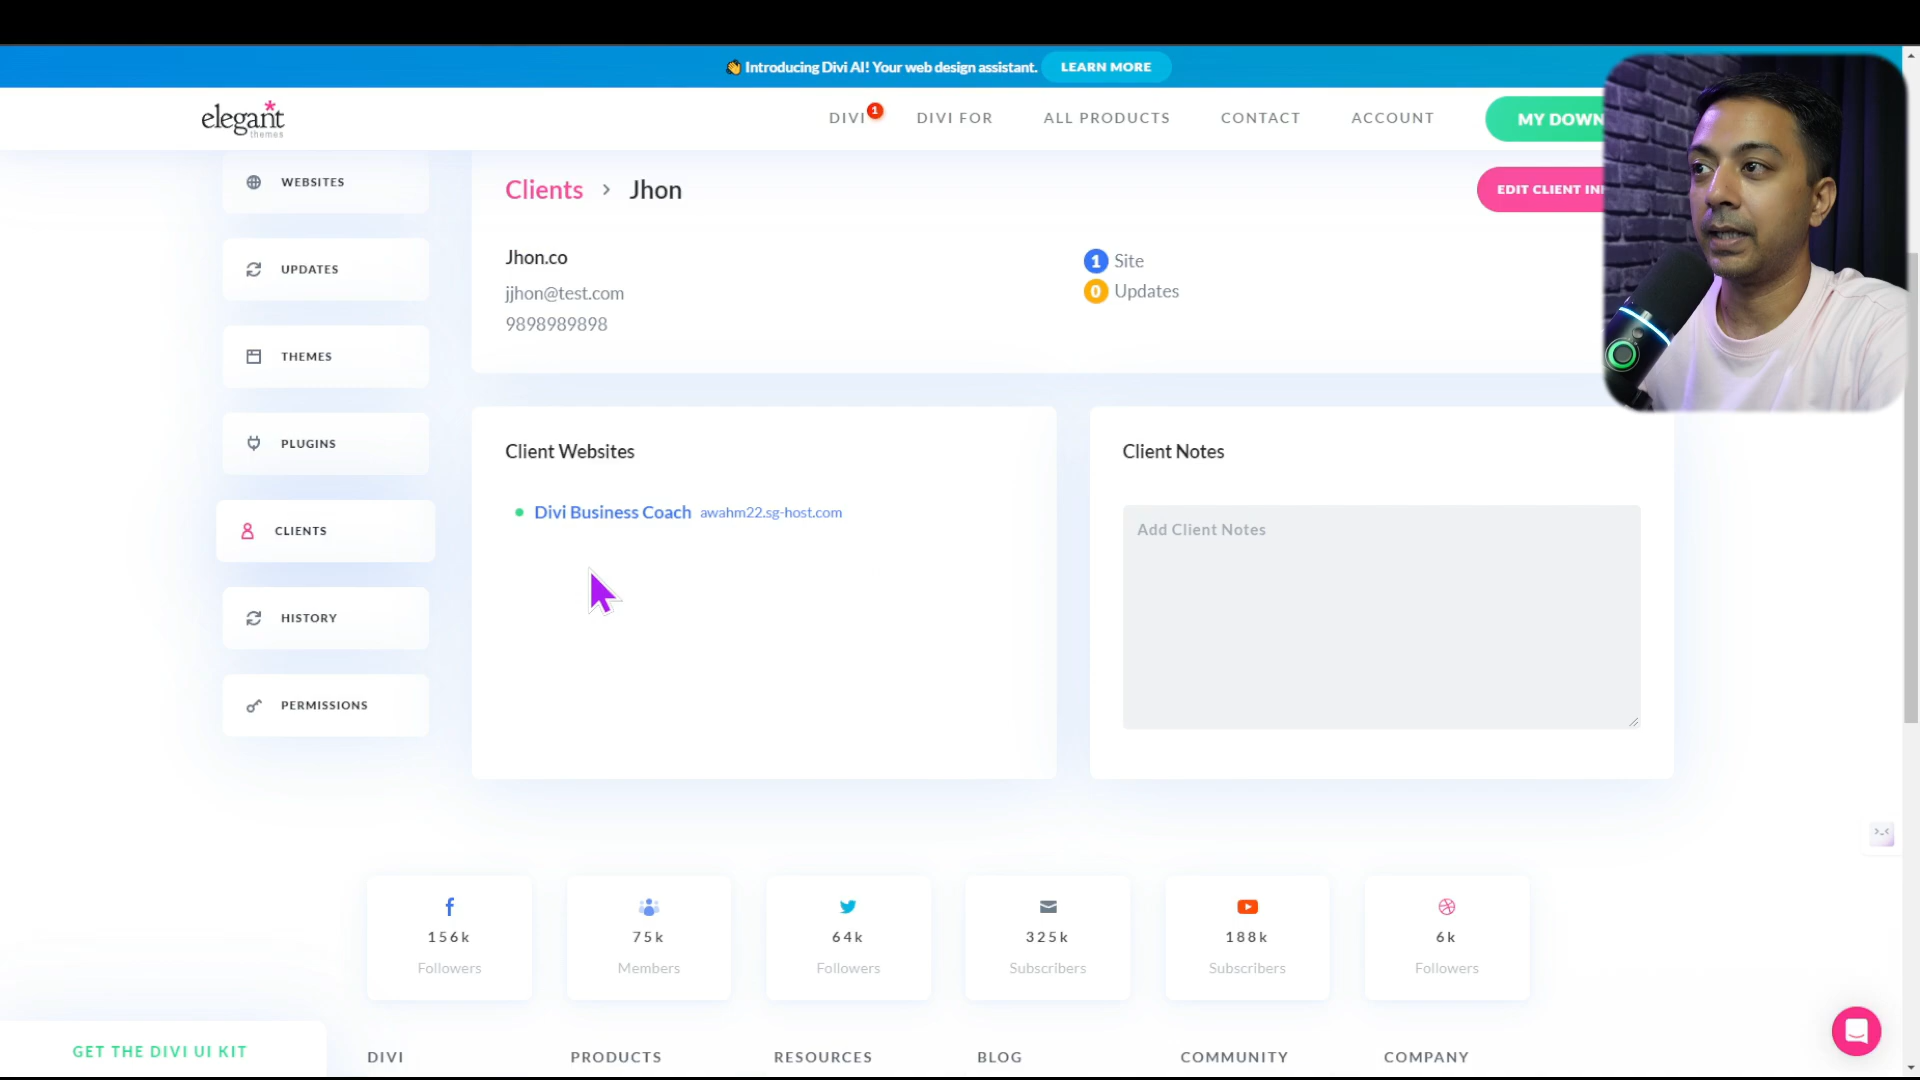 👋 Introducing Divi AI! Your web design assistant. LEARN MORE
elegant themes
DIVI 1 DIVI FOR ALL PRODUCTS CONTACT ACCOUNT MY DOWN
WEBSITES
UPDATES
THEMES
PLUGINS
CLIENTS
HISTORY
PERMISSIONS
Clients > Jhon
EDIT CLIENT IN
Jhon.co
jjhon@test.com
9898989898
1 Site
0 Updates
Client Websites
Divi Business Coach awahm22.sg-host.com
Client Notes
Add Client Notes
156k
Followers
75k
Members
64k
Followers
325k
Subscribers
188k
Subscribers
6k
Followers
GET THE DIVI UI KIT
DIVI PRODUCTS RESOURCES BLOG COMMUNITY COMPANY